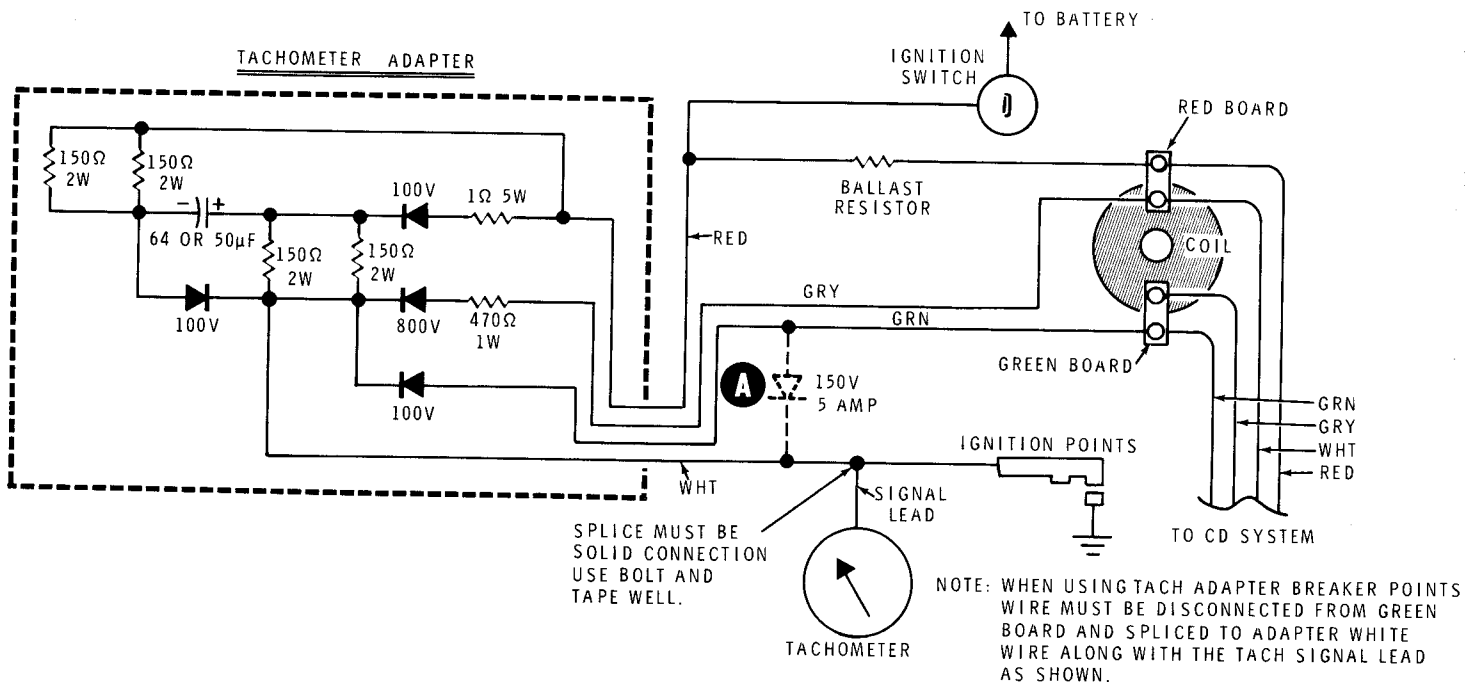 TO BATTERY
TACHOMETER ADAPTER
IGNITION
SWITCH
RED BOARD
150Ω
2W
150Ω
2W
100V
1Ω 5W
BALLAST
RESISTOR
- +
64 OR 50µF
150Ω
2W
150Ω
2W
RED
COIL
100V
800V
470Ω
1W
GRY
GRN
GREEN BOARD
A
150V
5 AMP
100V
GRN
GRY
WHT
RED
IGNITION POINTS
WHT
SIGNAL
LEAD
TO CD SYSTEM
SPLICE MUST BE
SOLID CONNECTION
USE BOLT AND
TAPE WELL.
TACHOMETER
NOTE: WHEN USING TACH ADAPTER BREAKER POINTS
WIRE MUST BE DISCONNECTED FROM GREEN
BOARD AND SPLICED TO ADAPTER WHITE
WIRE ALONG WITH THE TACH SIGNAL LEAD
AS SHOWN.